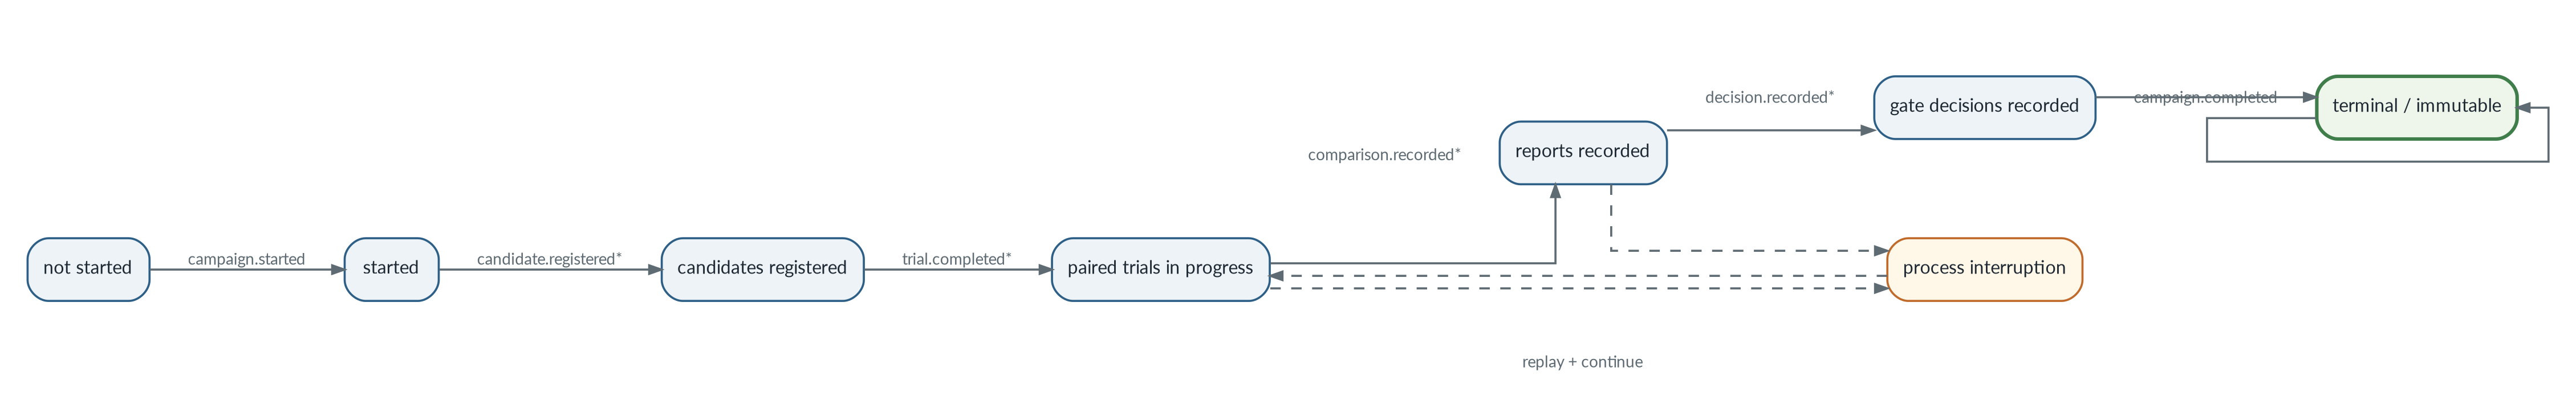 not started
campaign.started
started
candidate.registered*
candidates registered
trial.completed*
paired trials in progress
comparison.recorded*
reports recorded
decision.recorded*
gate decisions recorded
campaign.completed
terminal / immutable
process interruption
replay + continue